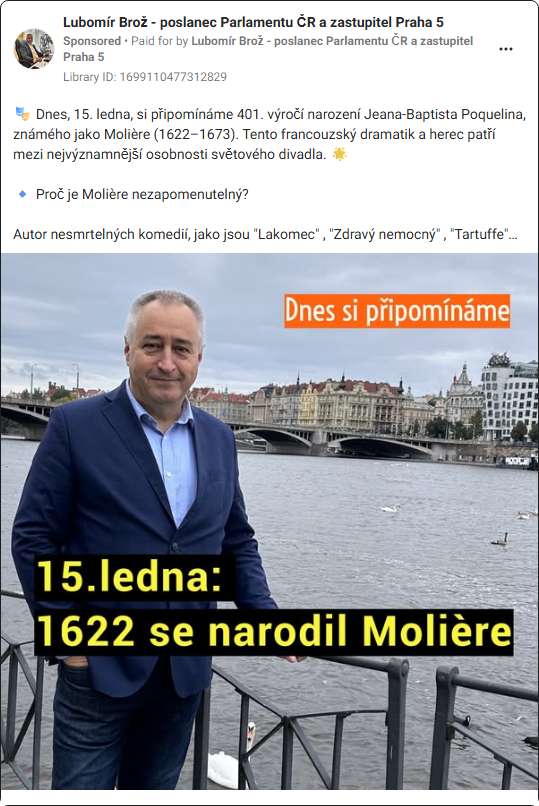 Lubomír Brož - poslanec Parlamentu ČR a zastupitel Praha 5
Sponsored • Paid for by Lubomír Brož - poslanec Parlamentu ČR a zastupitel
Praha 5
Library ID: 1699110477312829
Dnes, 15. ledna, si připomínáme 401. výročí narození Jeana-Baptista Poquelina,
známého jako Molière (1622–1673). Tento francouzský dramatik a herec patří
mezi nejvýznamnější osobnosti světového divadla.
Proč je Molière nezapomenutelný?
Autor nesmrtelných komedií, jako jsou "Lakomec" , "Zdravý nemocný" , "Tartuffe"...
Dnes si připomínáme
15.ledna:
1622 se narodil Molière